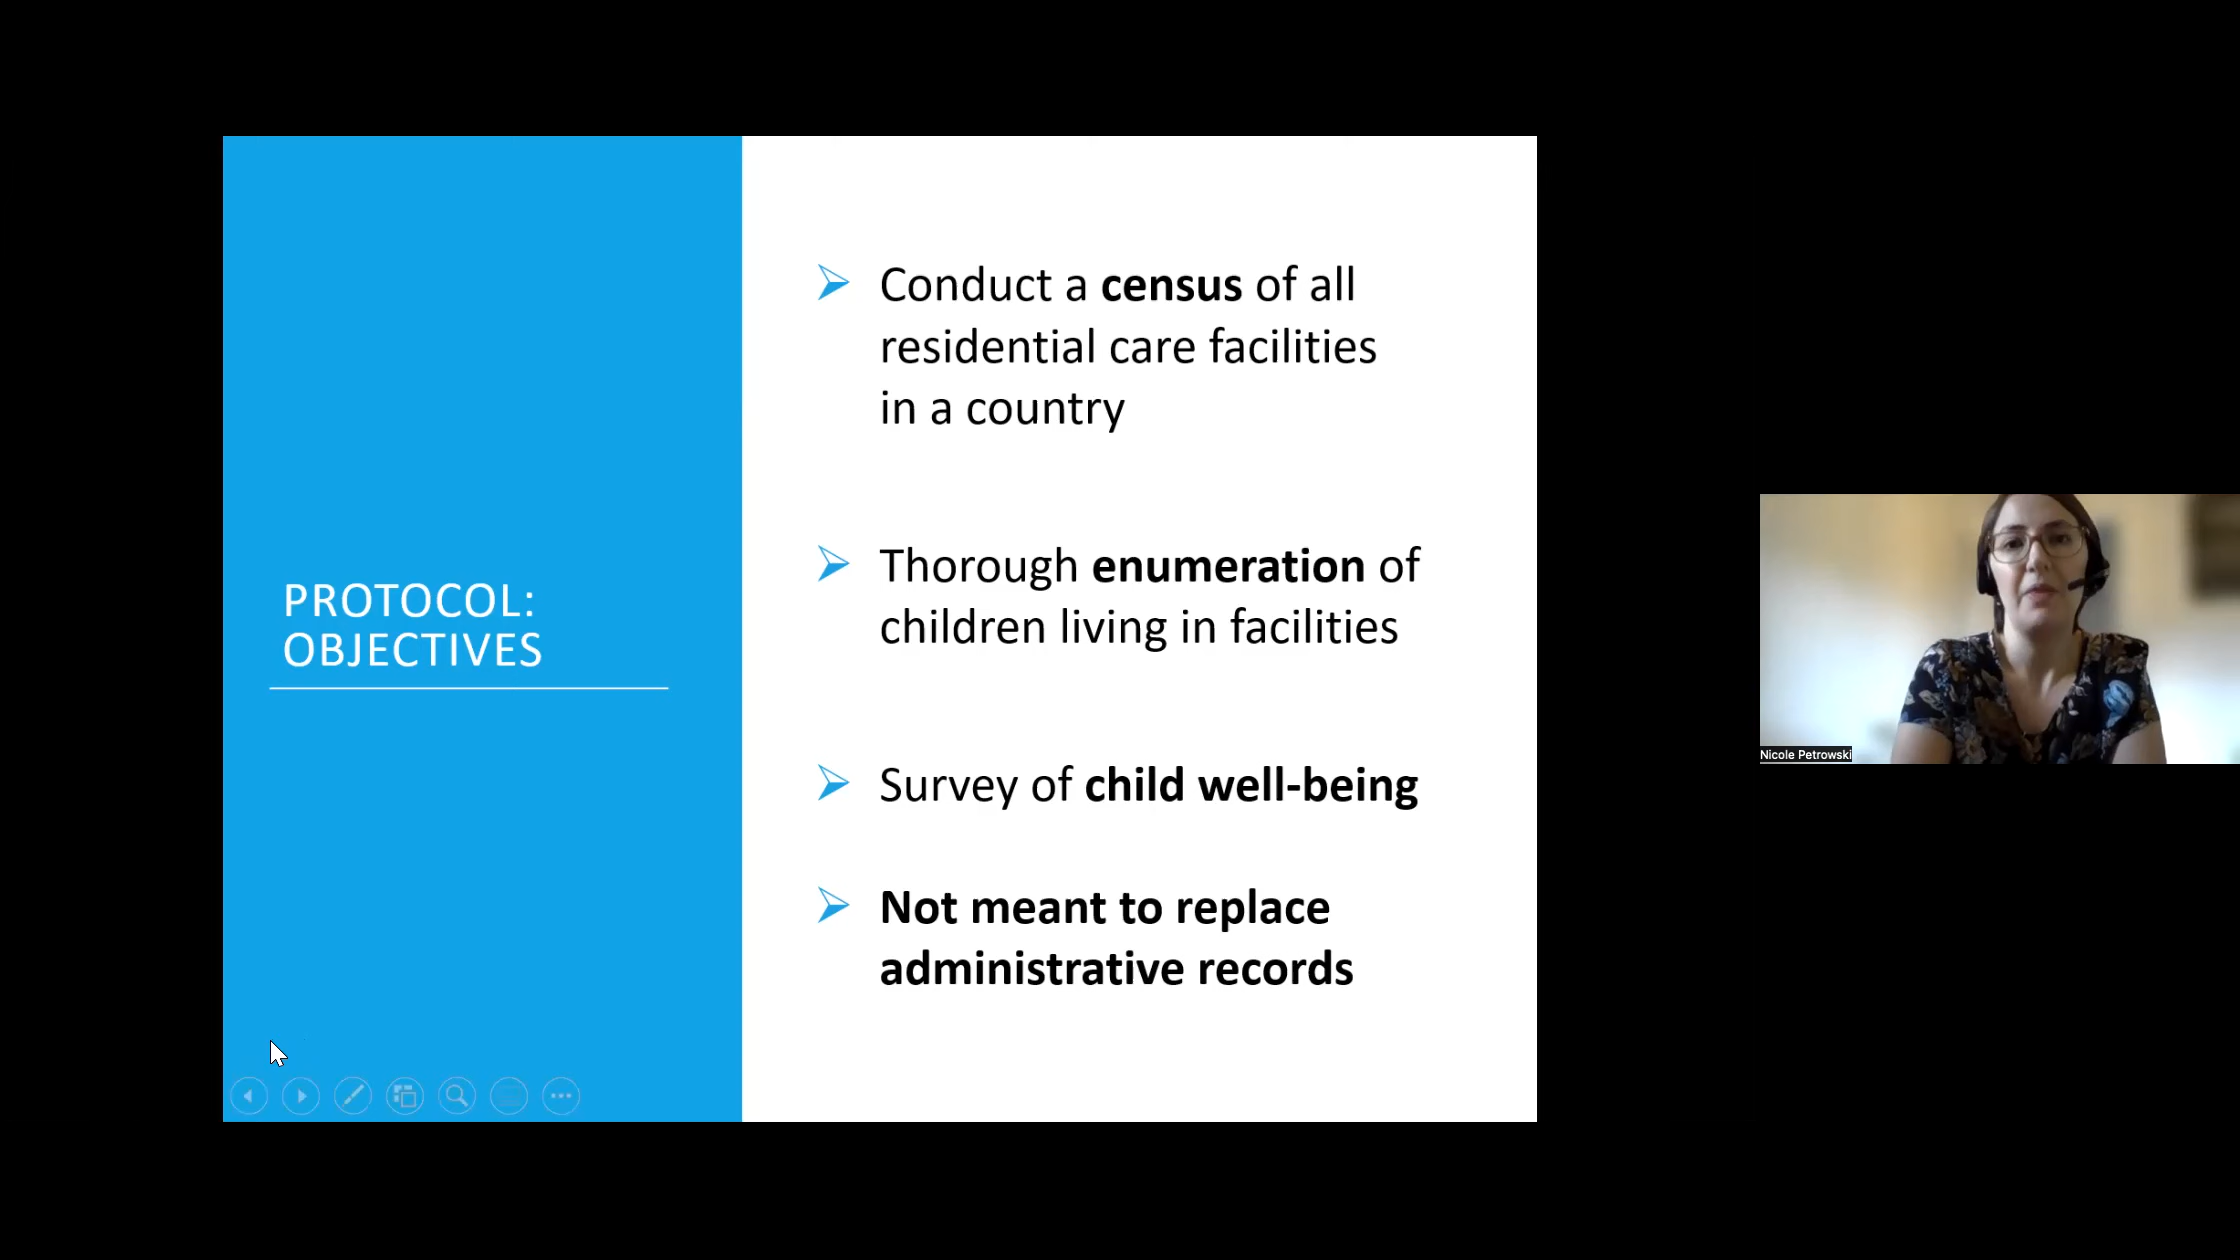 PROTOCOL:
OBJECTIVES
Conduct a census of all
residential care facilities
in a country
Thorough enumeration of
children living in facilities
Survey of child well-being
Not meant to replace
administrative records
Nicole Petrowski